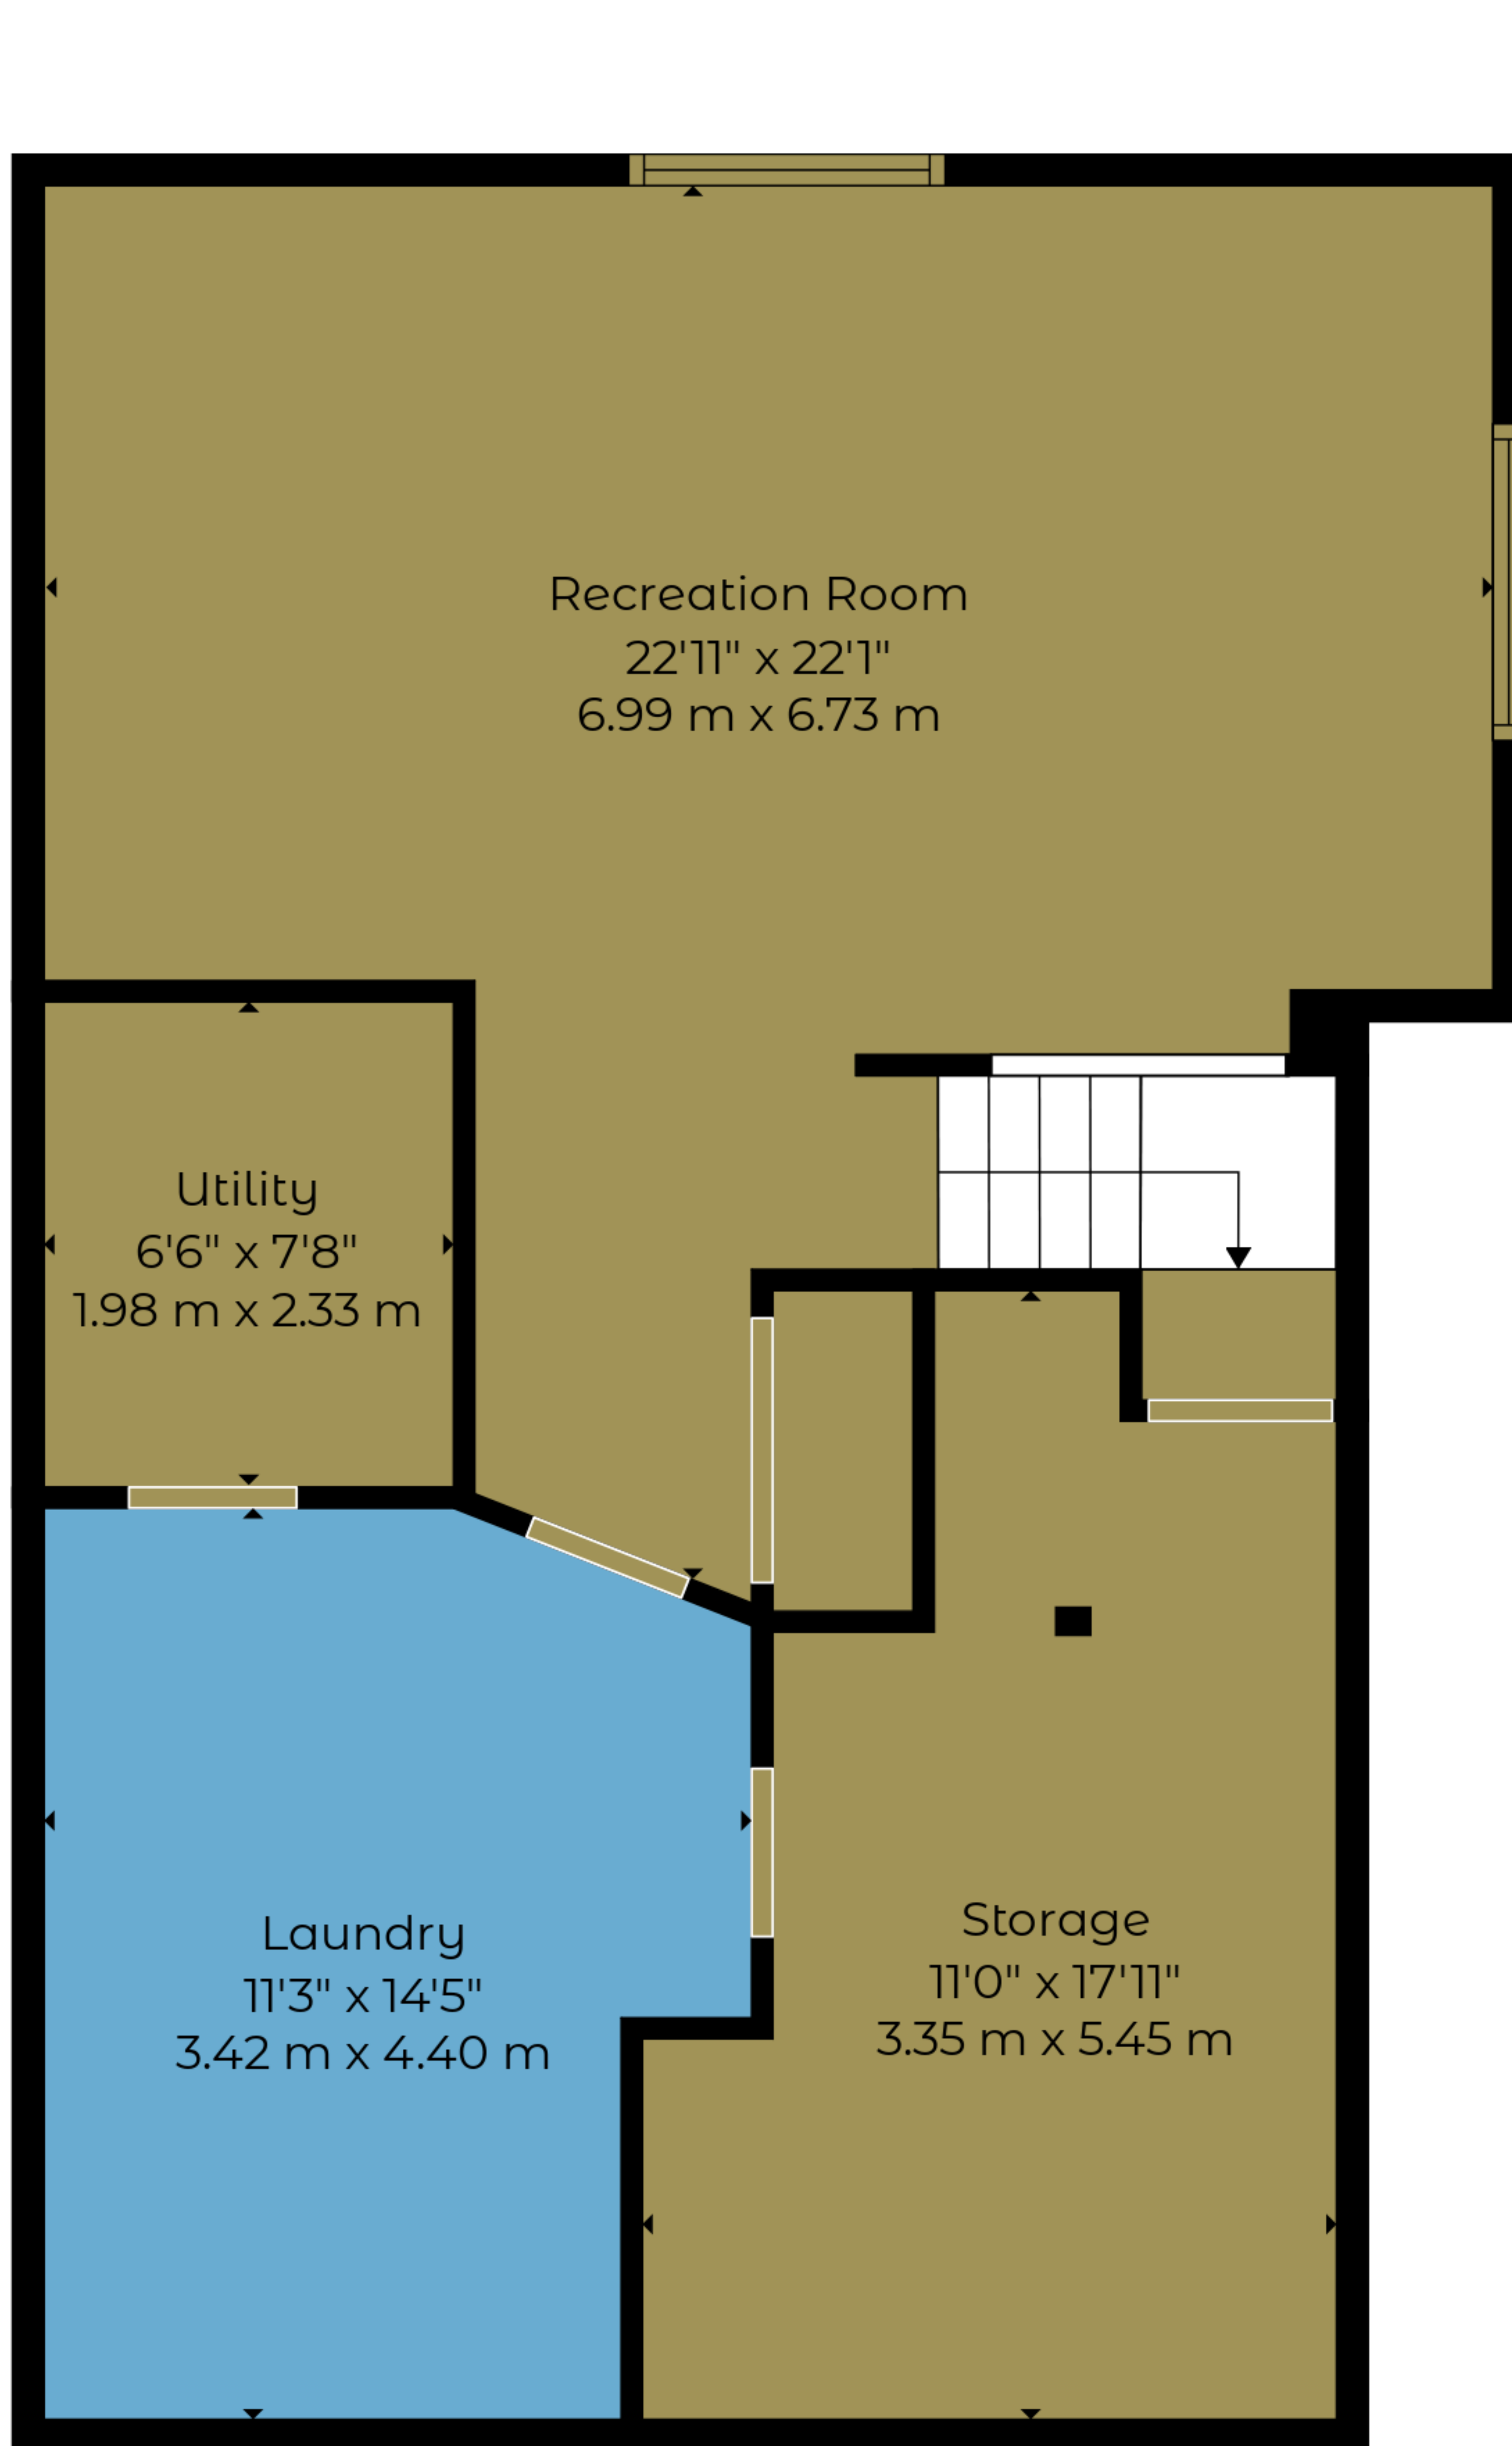 Recreation Room
22'11" x 22'1"
6.99 m x 6.73 m
Utility
6'6" x 7'8"
1.98 m x 2.33 m
Laundry
11'3" x 14'5"
3.42 m x 4.40 m
Storage
11'0" x 17'11"
3.35 m x 5.45 m